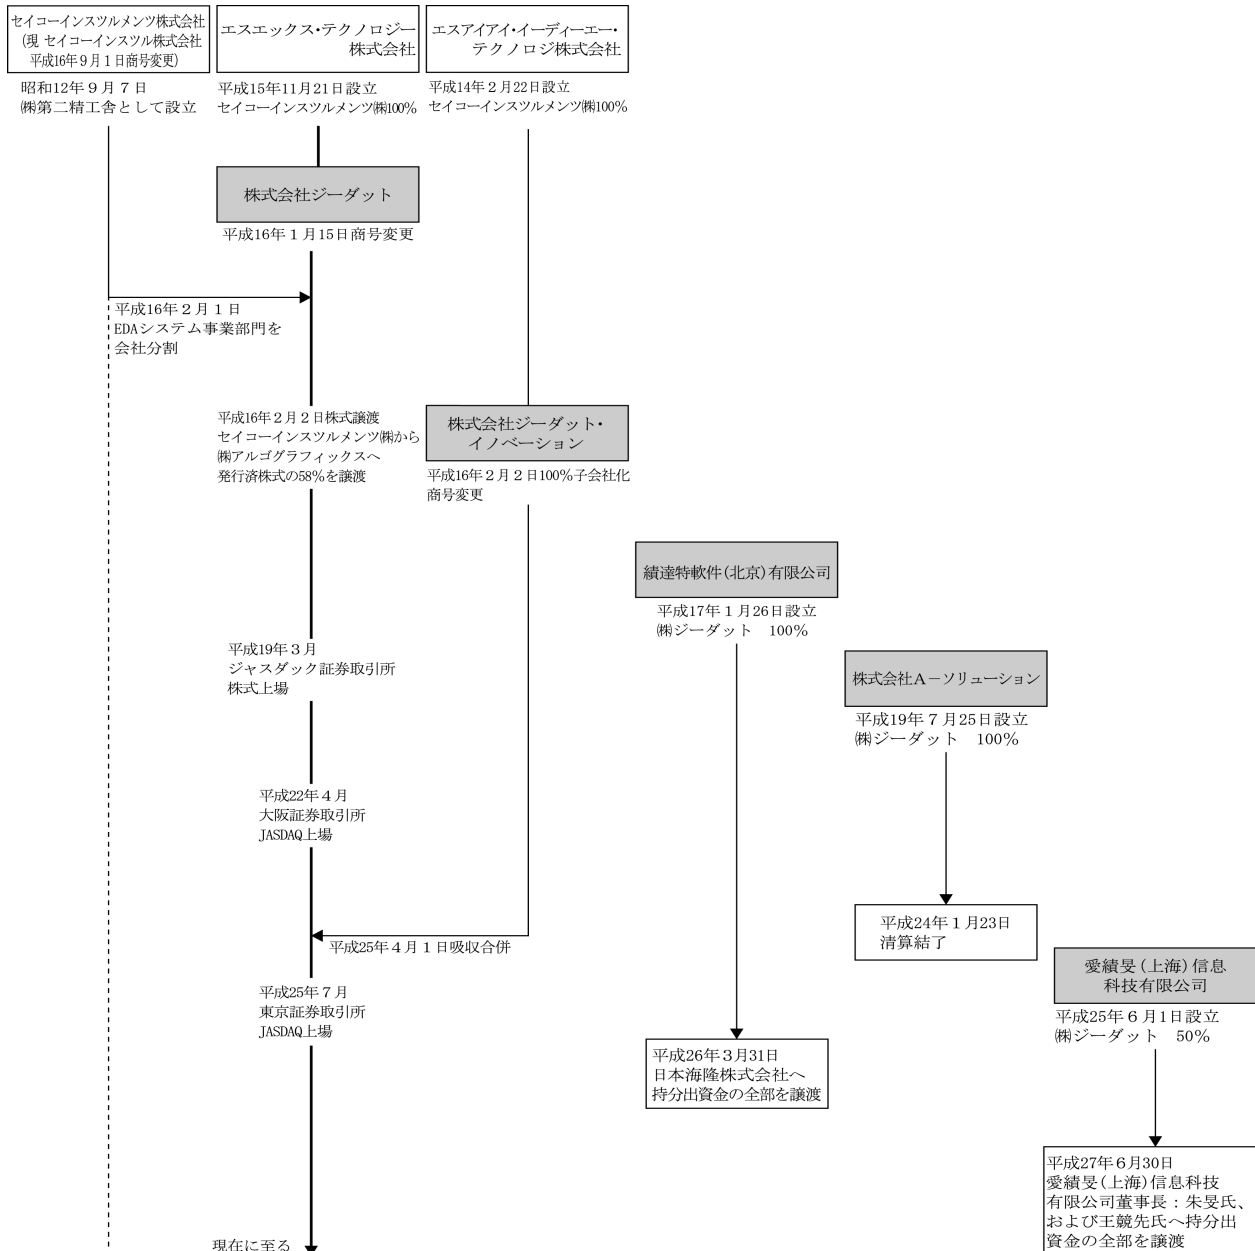 セイコーインスツルメンツ株式会社
(現 セイコーインスツル株式会社
平成16年9月1日商号変更)
昭和12年9月7日
㈱第二精工舎として設立
エスエックス・テクノロジー
株式会社
平成15年11月21日設立
セイコーインスツルメンツ㈱100%
エスアイアイ・イーディーエー・
テクノロジ株式会社
平成14年2月22日設立
セイコーインスツルメンツ㈱100%
株式会社ジーダット
平成16年1月15日商号変更
平成16年2月1日
EDAシステム事業部門を
会社分割
平成16年2月2日株式譲渡
セイコーインスツルメンツ㈱から
㈱アルゴグラフィックスへ
発行済株式の58%を譲渡
株式会社ジーダット・
イノベーション
平成16年2月2日100%子会社化
商号変更
績達特軟件(北京)有限公司
平成17年1月26日設立
㈱ジーダット 100%
平成19年3月
ジャスダック証券取引所
株式上場
株式会社A-ソリューション
平成19年7月25日設立
㈱ジーダット 100%
平成22年4月
大阪証券取引所
JASDAQ上場
平成24年1月23日
清算結了
平成25年4月1日吸収合併
愛績旻(上海)信息
科技有限公司
平成25年6月1日設立
㈱ジーダット 50%
平成25年7月
東京証券取引所
JASDAQ上場
平成26年3月31日
日本海隆株式会社へ
持分出資金の全部を譲渡
平成27年6月30日
愛績旻(上海)信息科技
有限公司董事長:朱旻氏、
および王競先氏へ持分出
資金の全部を譲渡
現在に至る